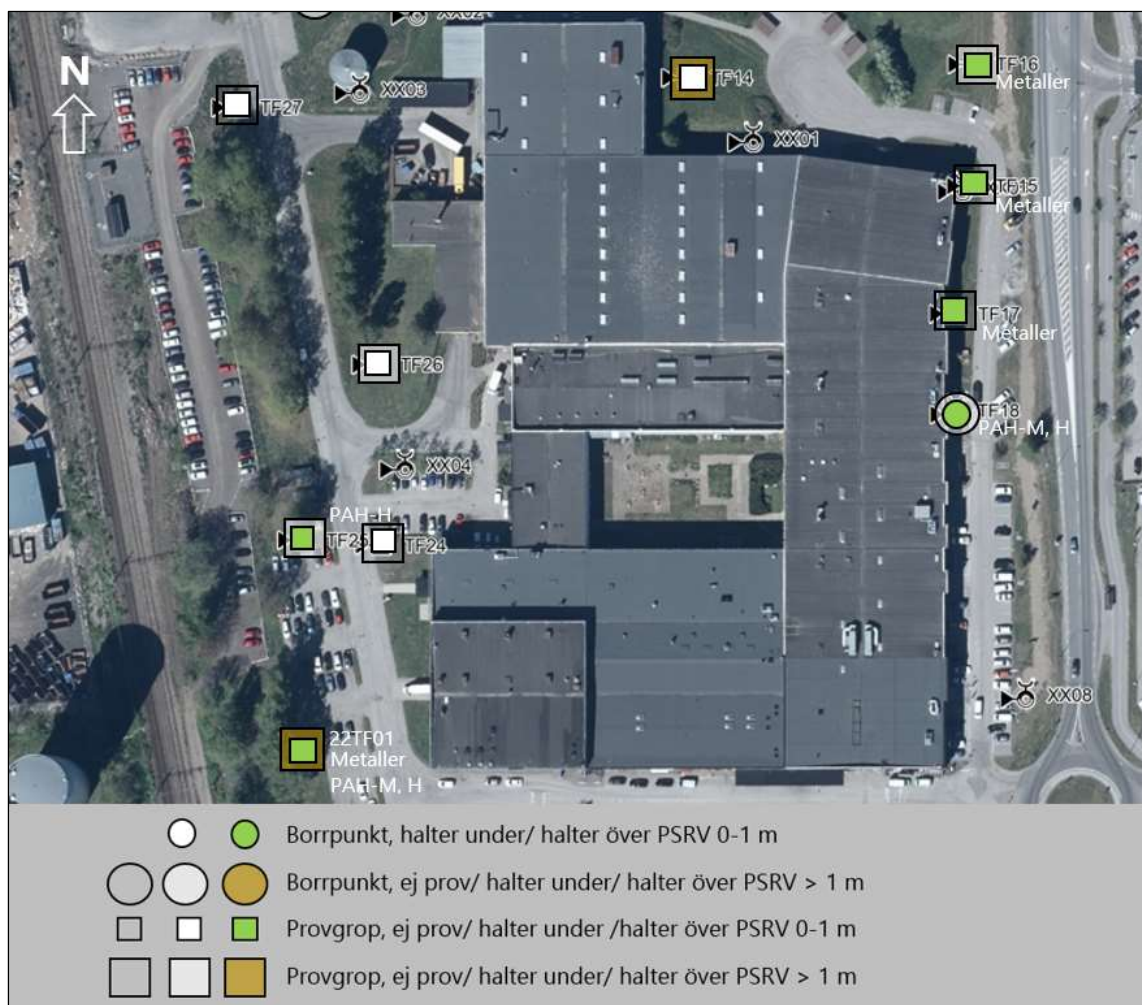 XX02
N
TF27
XX03
TF14
TF16
Metaller
XX01
TF15
Metaller
TF17
Metaller
TF26
TF18
PAH-M, H
XX04
PAH-H
TF25
TF24
XX08
22TF01
Metaller
PAH-M, H
Borrpunkt, halter under/ halter över PSRV 0-1 m
Borrpunkt, ej prov/ halter under/ halter över PSRV > 1 m
Provgrop, ej prov/ halter under /halter över PSRV 0-1 m
Provgrop, ej prov/ halter under/ halter över PSRV > 1 m